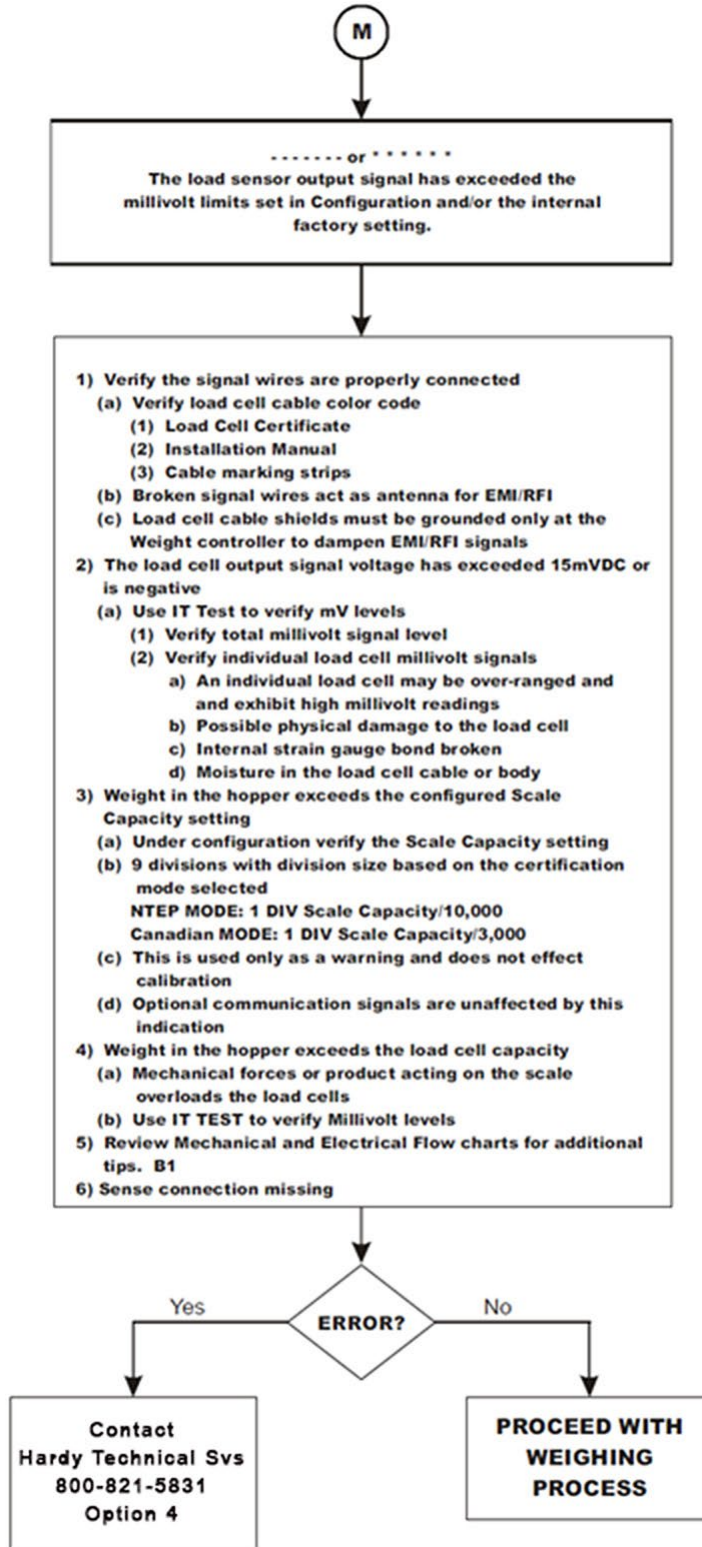 M
- - - - - - - or * * * * * *
The load sensor output signal has exceeded the
millivolt limits set in Configuration and/or the internal
factory setting.
1) Verify the signal wires are properly connected
(a) Verify load cell cable color code
(1) Load Cell Certificate
(2) Installation Manual
(3) Cable marking strips
(b) Broken signal wires act as antenna for EMI/RFI
(c) Load cell cable shields must be grounded only at the
Weight controller to dampen EMI/RFI signals
2) The load cell output signal voltage has exceeded 15mVDC or
is negative
(a) Use IT Test to verify mV levels
(1) Verify total millivolt signal level
(2) Verify individual load cell millivolt signals
a) An individual load cell may be over-ranged and
and exhibit high millivolt readings
b) Possible physical damage to the load cell
c) Internal strain gauge bond broken
d) Moisture in the load cell cable or body
3) Weight in the hopper exceeds the configured Scale
Capacity setting
(a) Under configuration verify the Scale Capacity setting
(b) 9 divisions with division size based on the certification
mode selected
NTEP MODE: 1 DIV Scale Capacity/10,000
Canadian MODE: 1 DIV Scale Capacity/3,000
(c) This is used only as a warning and does not effect
calibration
(d) Optional communication signals are unaffected by this
indication
4) Weight in the hopper exceeds the load cell capacity
(a) Mechanical forces or product acting on the scale
overloads the load cells
(b) Use IT TEST to verify Millivolt levels
5) Review Mechanical and Electrical Flow charts for additional
tips. B1
6) Sense connection missing
Yes
ERROR?
No
Contact
Hardy Technical Svs
800-821-5831
Option 4
PROCEED WITH
WEIGHING
PROCESS